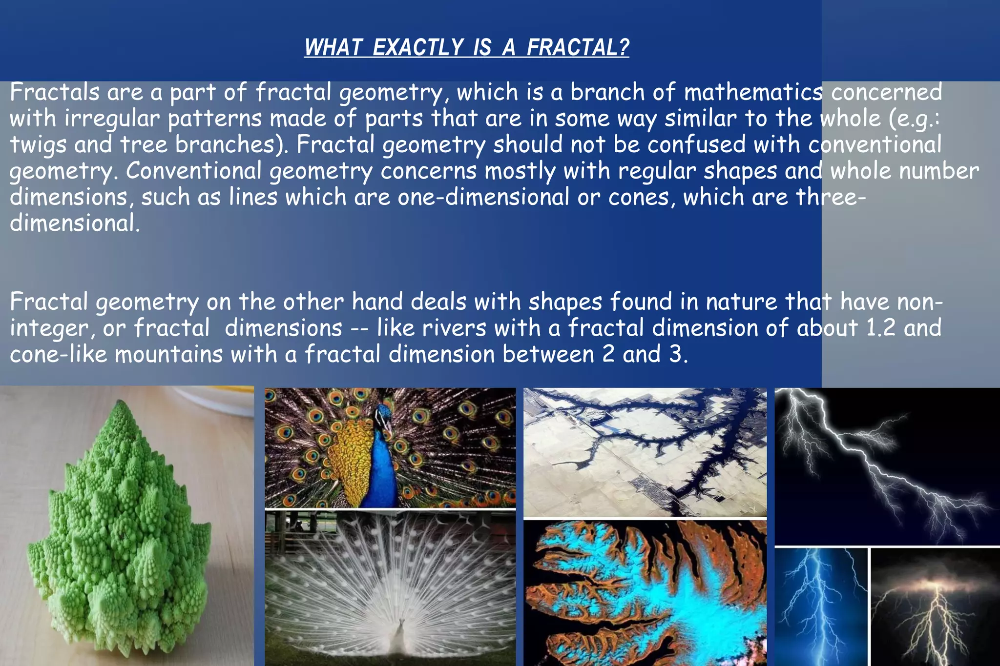 WHAT EXACTLY IS A FRACTAL?
Fractals are a part of fractal geometry, which is a branch of mathematics concerned
with irregular patterns made of parts that are in some way similar to the whole (e.g.:
twigs and tree branches). Fractal geometry should not be confused with conventional
geometry. Conventional geometry concerns mostly with regular shapes and whole number
dimensions, such as lines which are one-dimensional or cones, which are three-
dimensional.
Fractal geometry on the other hand deals with shapes found in nature that have non-
integer, or fractal dimensions -- like rivers with a fractal dimension of about 1.2 and
cone-like mountains with a fractal dimension between 2 and 3.